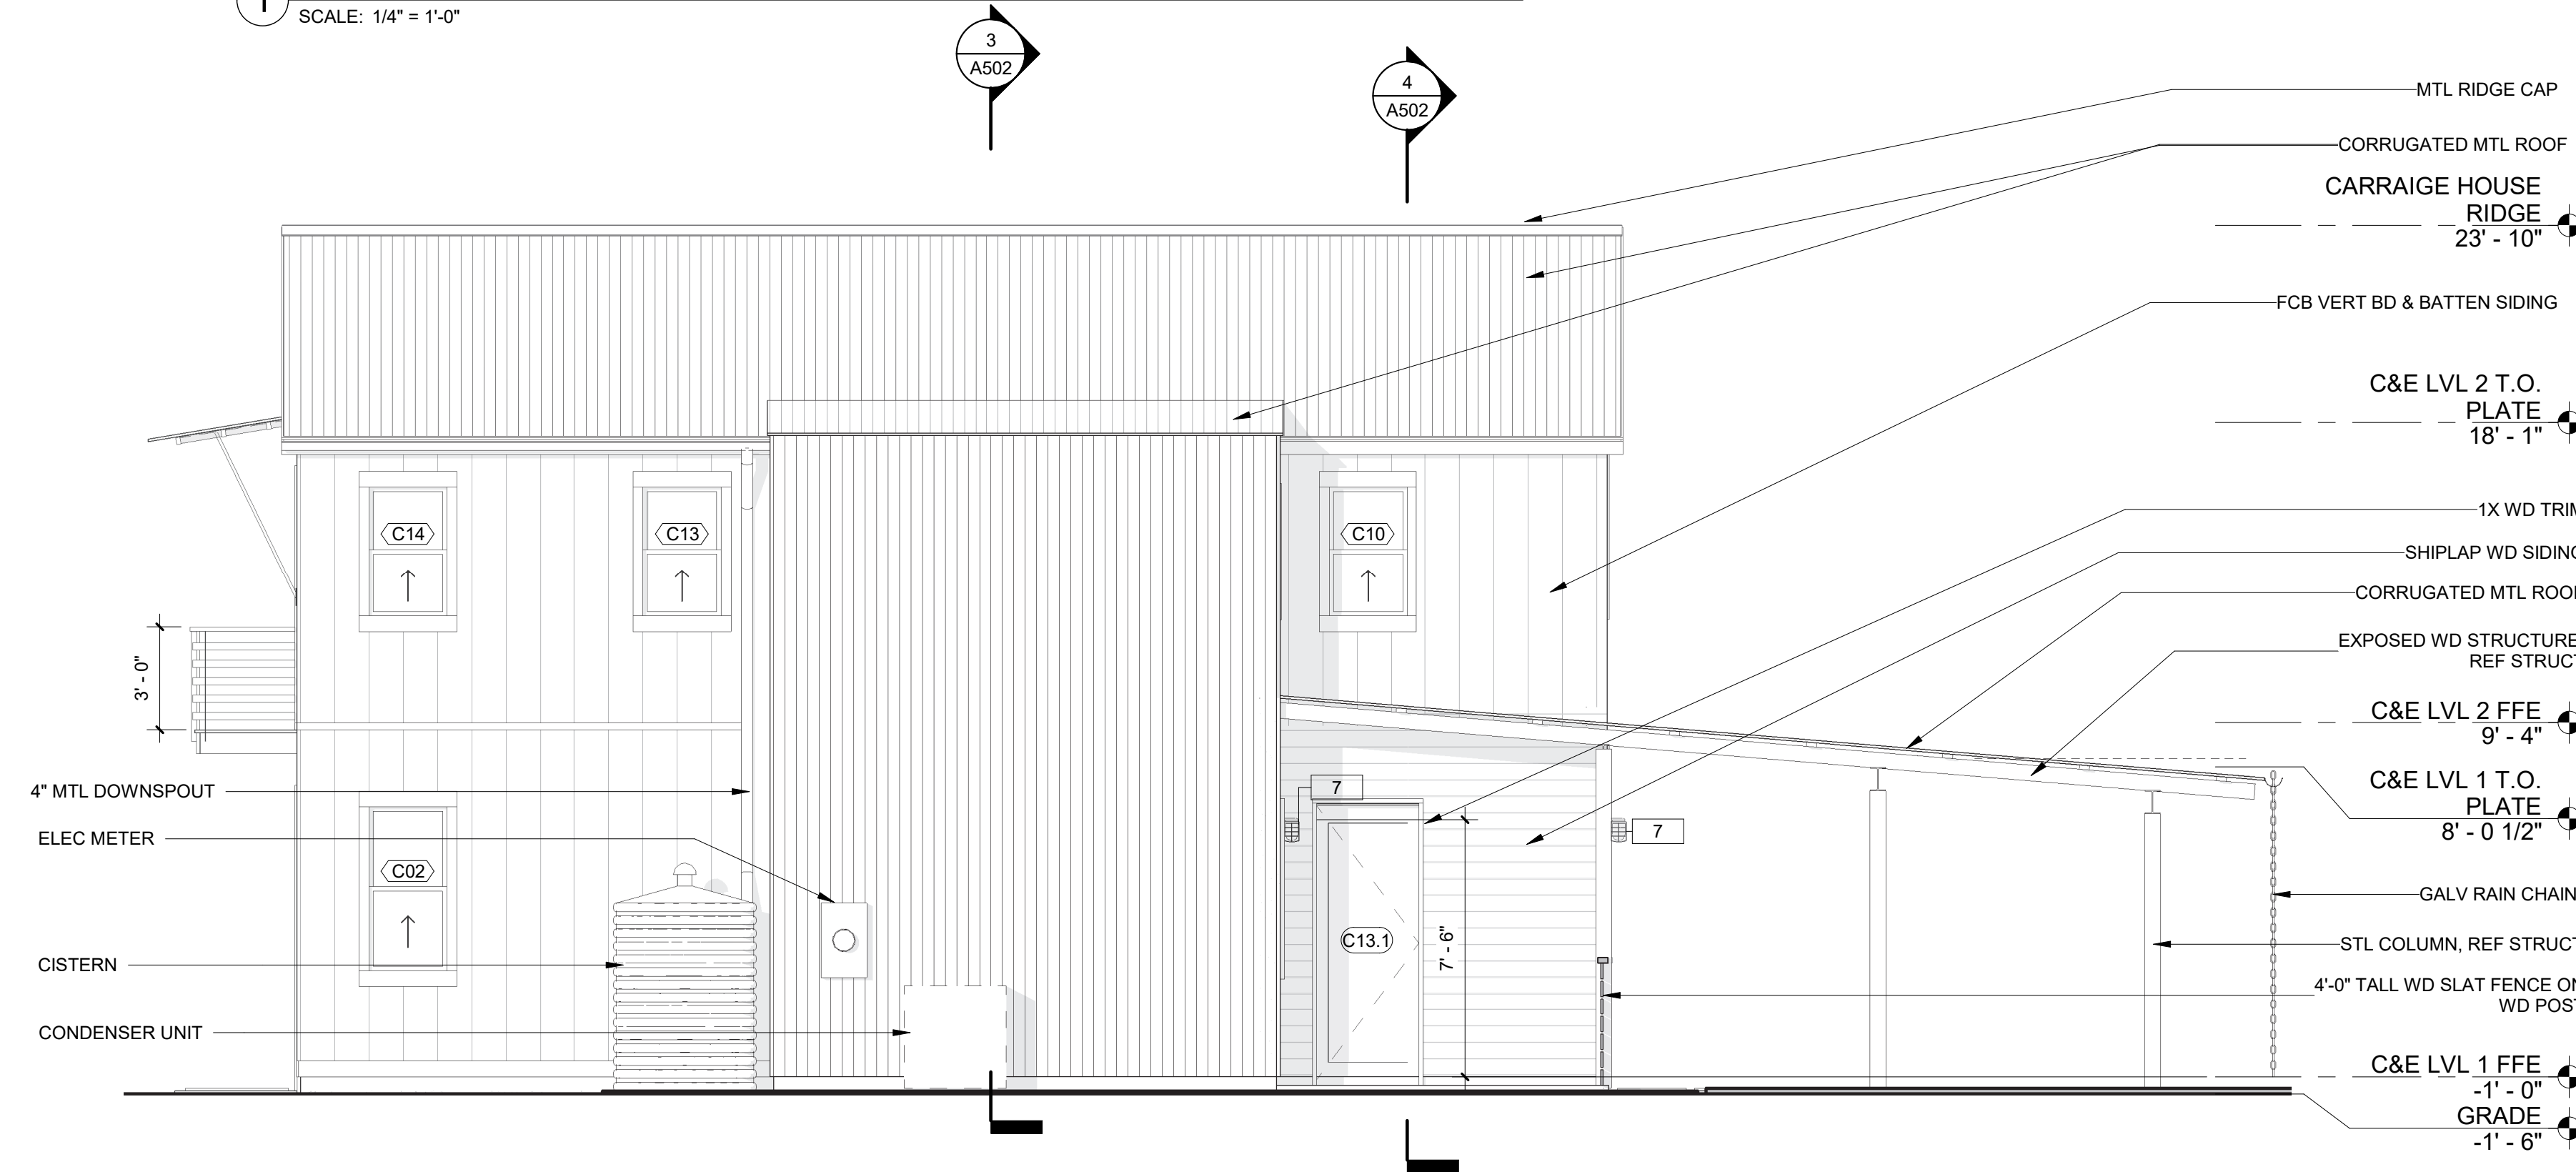 1
SCALE: 1/4" = 1'-0"
3
A502
4
A502
MTL RIDGE CAP
CORRUGATED MTL ROOF
CARRAIGE HOUSE
RIDGE
23' - 10"
FCB VERT BD & BATTEN SIDING
C&E LVL 2 T.O.
PLATE
18' - 1"
C14
C13
C10
1X WD TRIM
SHIPLAP WD SIDING
CORRUGATED MTL ROOF
EXPOSED WD STRUCTURE
REF STRUCT
3' - 0"
C&E LVL 2 FFE
9' - 4"
C&E LVL 1 T.O.
PLATE
8' - 0 1/2"
4" MTL DOWNSPOUT
7
7
ELEC METER
C02
GALV RAIN CHAIN
C13.1
7' - 6"
STL COLUMN, REF STRUCT
CISTERN
4'-0" TALL WD SLAT FENCE ON
WD POST
CONDENSER UNIT
C&E LVL 1 FFE
-1' - 0"
GRADE
-1' - 6"